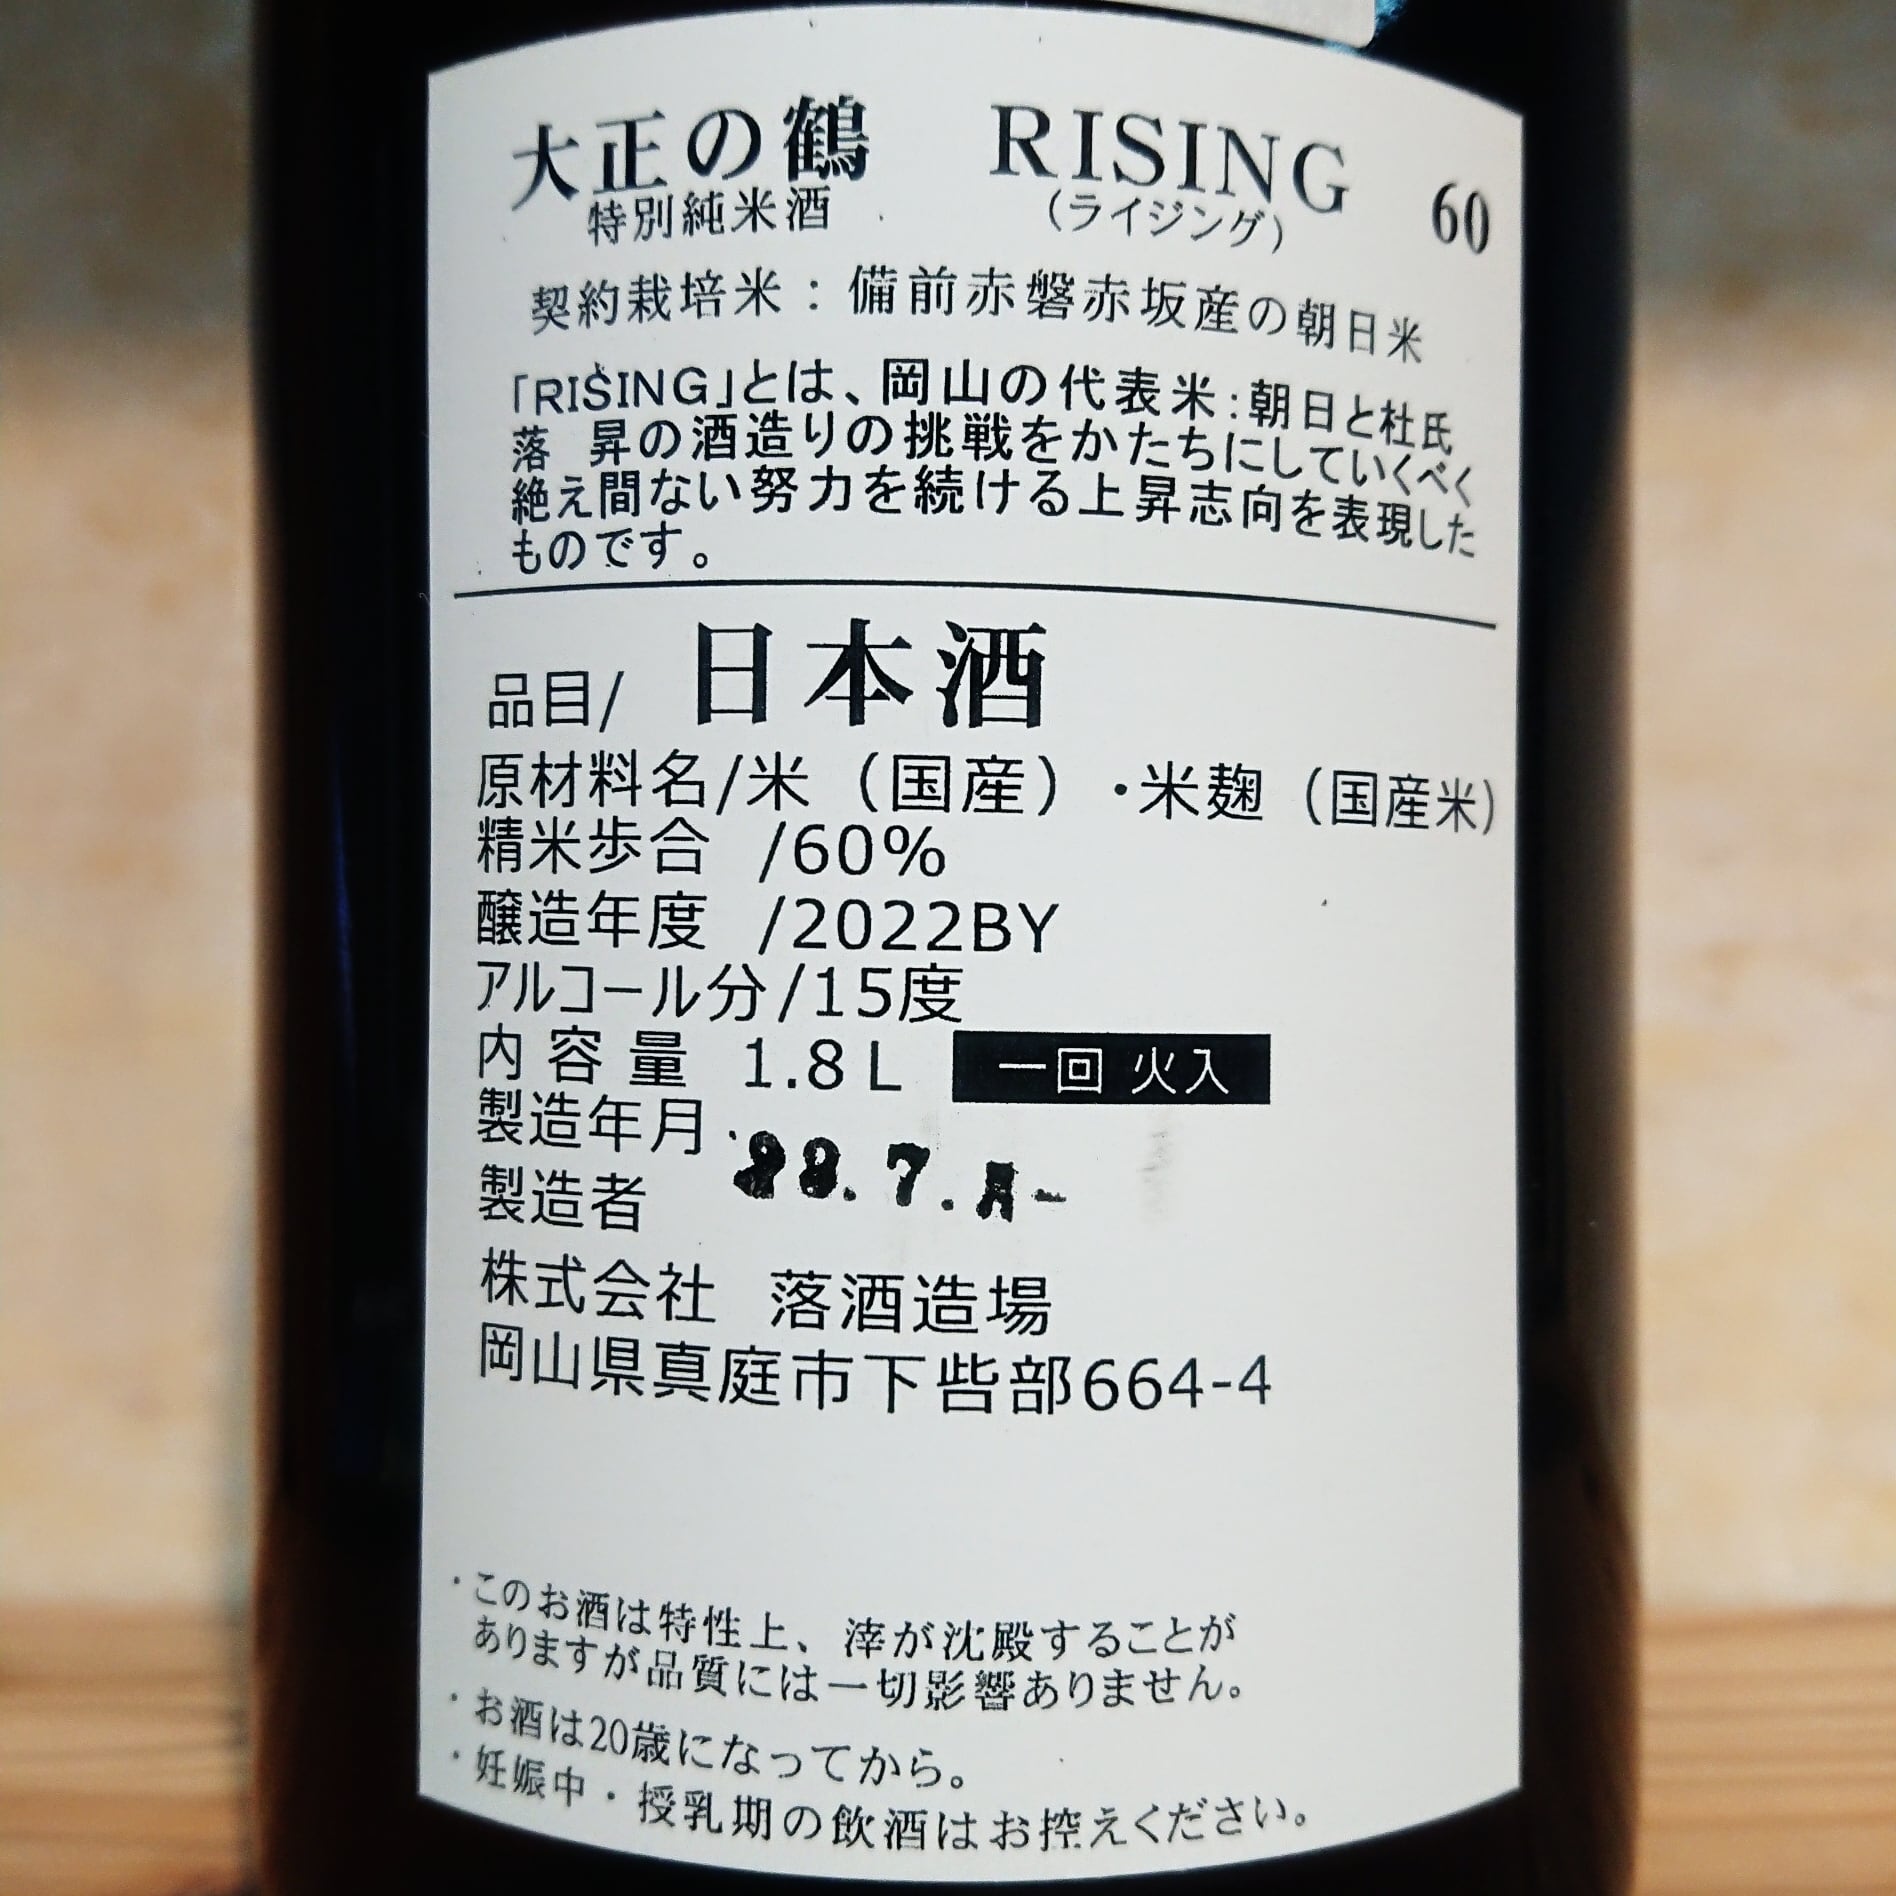 大正の鶴 RISING 60
特別純米酒 (ライジング)
契約栽培米：備前赤磐赤坂産の朝日米
「RISING」とは、岡山の代表米:朝日と杜氏
落 昇の酒造りの挑戦をかたちにしていくべく
絶え間ない努力を続ける上昇志向を表現した
ものです。
品目/ 日本酒
原材料名/米（国産）・米麹（国産米)
精米歩合 /60%
醸造年度 /2022BY
アルコール分/15度
内容量 1.8L 一回 火入
製造年月
23.7.
製造者
株式会社 落酒造場
岡山県真庭市下呰部664-4
・このお酒は特性上、滓が沈殿することが
ありますが品質には一切影響ありません。
・お酒は20歳になってから。
・妊娠中・授乳期の飲酒はお控えください。